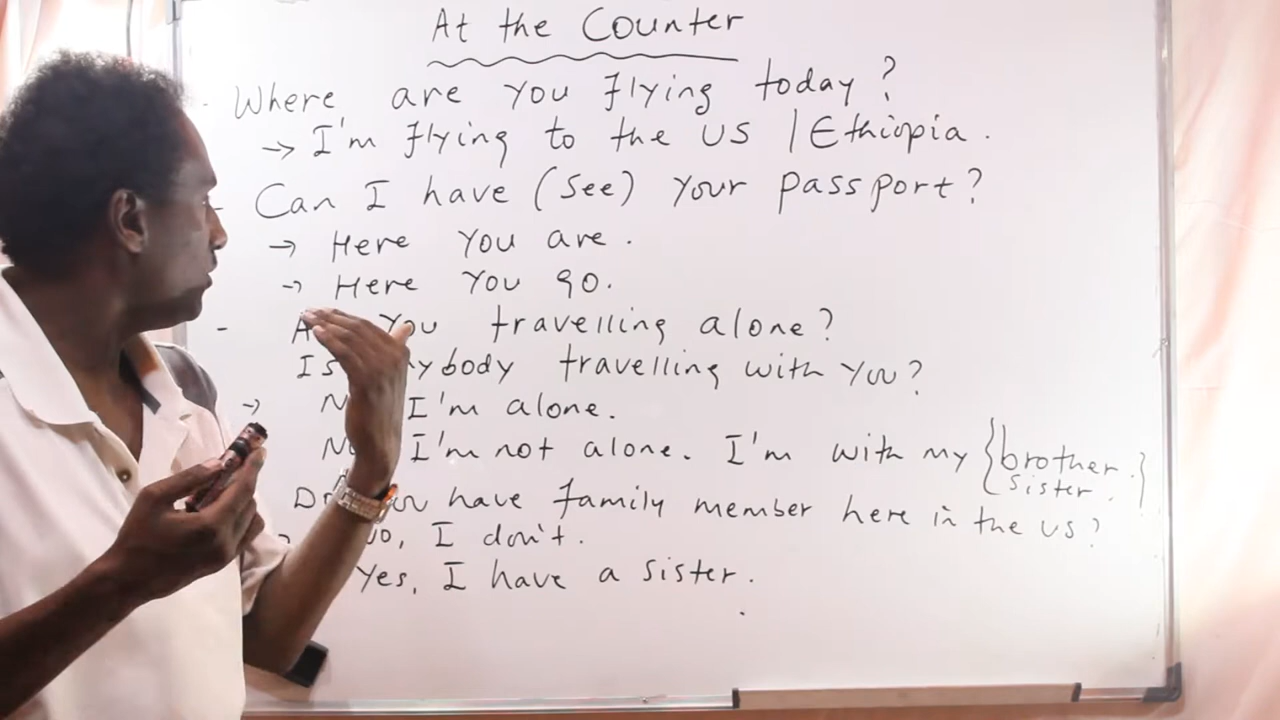 At the Counter
- Where are you flying today?
→ I'm flying to the US / Ethiopia.
- Can I have (see) your passport?
→ Here you are.
→ Here you go.
- you travelling alone?
Is travelling with you?
→ I'm alone.
I'm not alone. I'm with my {brother.}
sister.
have family member here in the US?
I don't.
Yes, I have a sister.